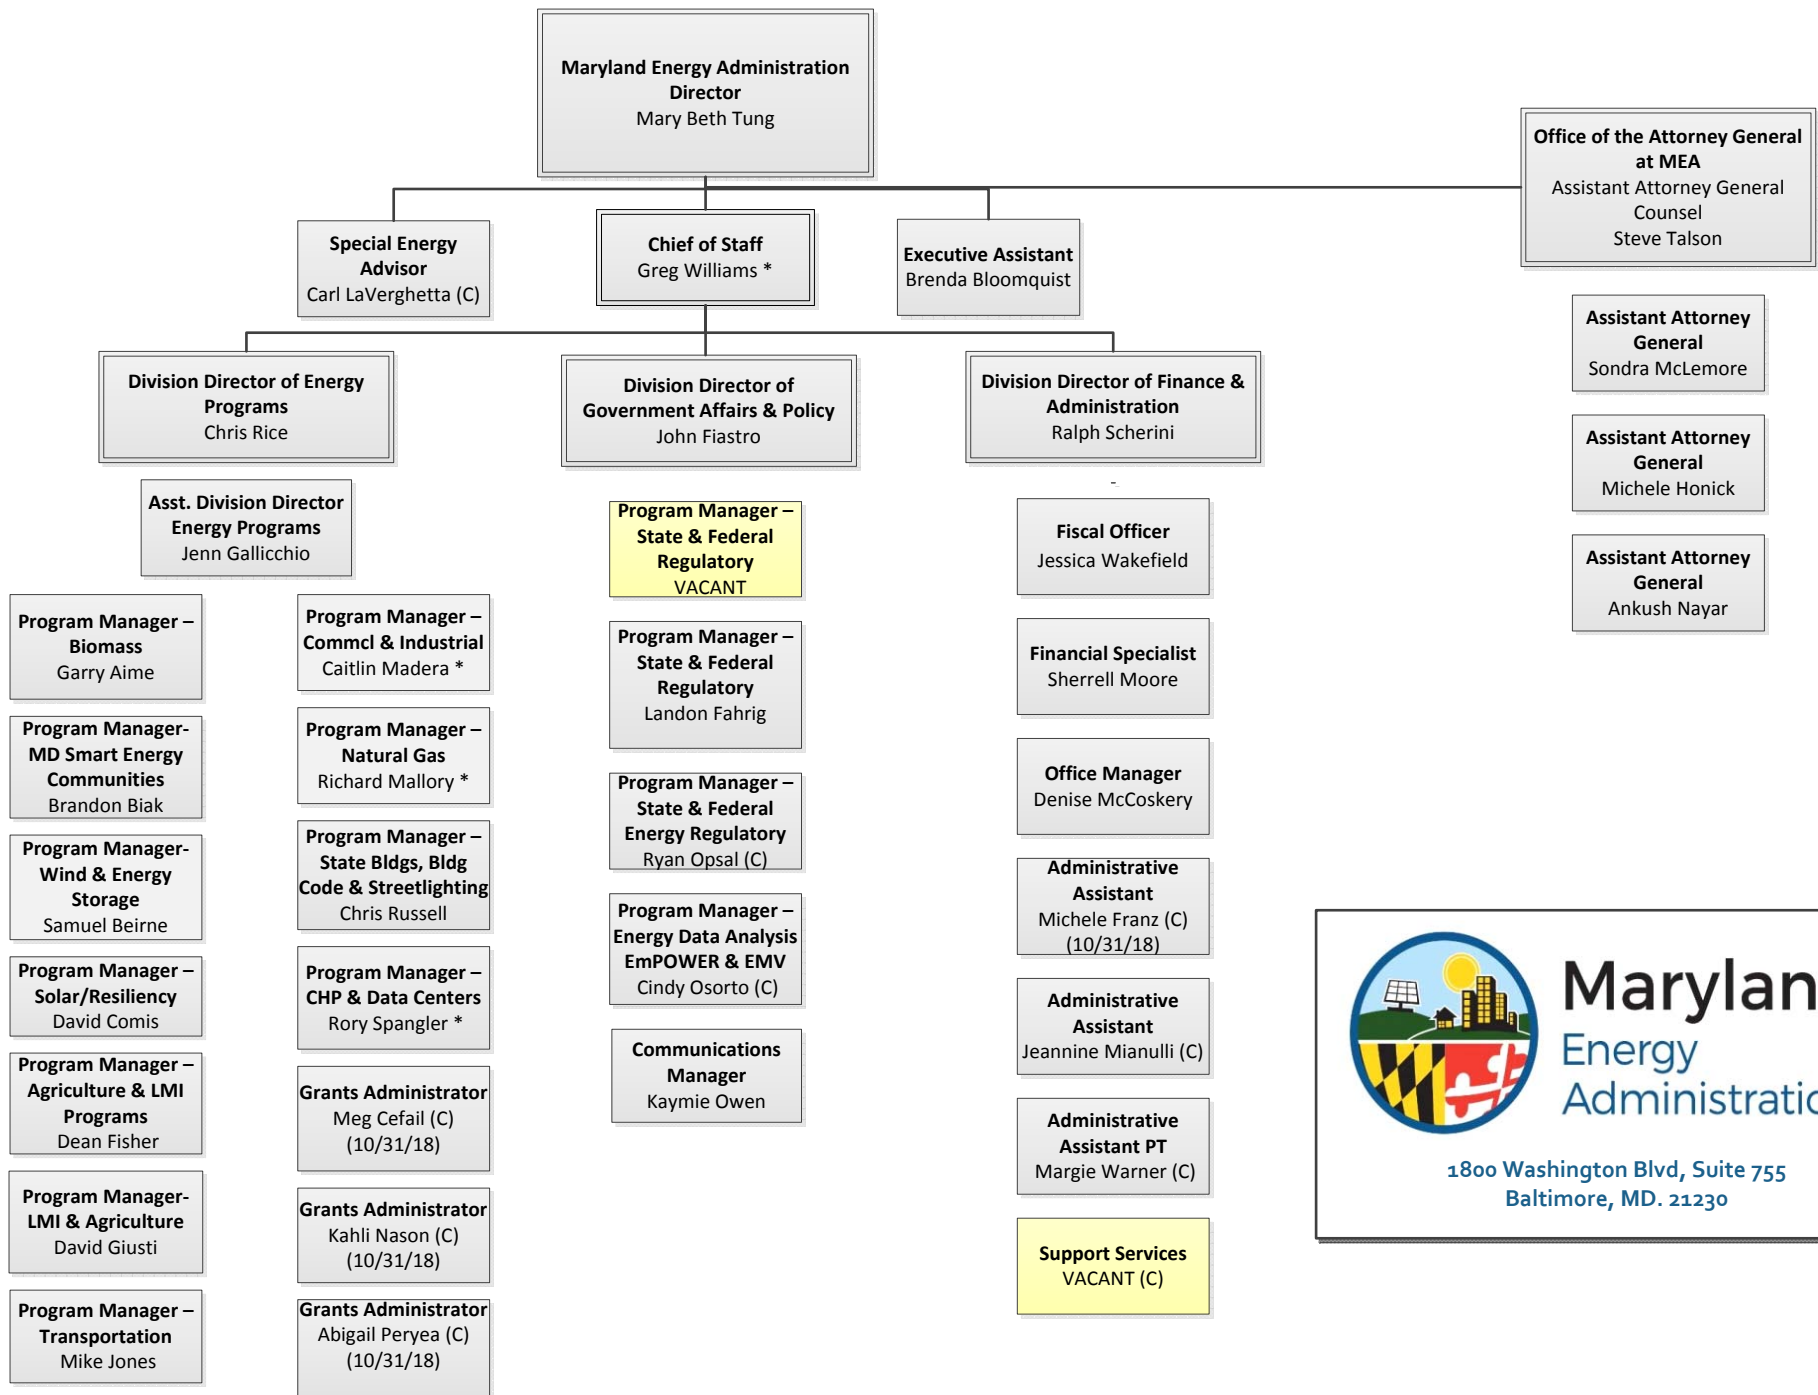 Maryland Energy Administration
Director
Mary Beth Tung
Office of the Attorney General
at MEA
Assistant Attorney General
Counsel
Steve Talson
Special Energy
Advisor
Carl LaVerghetta (C)
Chief of Staff
Greg Williams *
Executive Assistant
Brenda Bloomquist
Assistant Attorney
General
Sondra McLemore
Assistant Attorney
General
Michele Honick
Assistant Attorney
General
Ankush Nayar
Division Director of Energy
Programs
Chris Rice
Division Director of
Government Affairs & Policy
John Fiastro
Division Director of Finance &
Administration
Ralph Scherini
-
Asst. Division Director
Energy Programs
Jenn Gallicchio
Program Manager –
Biomass
Garry Aime
Program Manager-
MD Smart Energy
Communities
Brandon Biak
Program Manager-
Wind & Energy
Storage
Samuel Beirne
Program Manager –
Solar/Resiliency
David Comis
Program Manager –
Agriculture & LMI
Programs
Dean Fisher
Program Manager-
LMI & Agriculture
David Giusti
Program Manager –
Transportation
Mike Jones
Program Manager –
Commcl & Industrial
Caitlin Madera *
Program Manager –
Natural Gas
Richard Mallory *
Program Manager –
State Bldgs, Bldg
Code & Streetlighting
Chris Russell
Program Manager –
CHP & Data Centers
Rory Spangler *
Grants Administrator
Meg Cefail (C)
(10/31/18)
Grants Administrator
Kahli Nason (C)
(10/31/18)
Grants Administrator
Abigail Peryea (C)
(10/31/18)
Program Manager –
State & Federal
Regulatory
VACANT
Program Manager –
State & Federal
Regulatory
Landon Fahrig
Program Manager –
State & Federal
Energy Regulatory
Ryan Opsal (C)
Program Manager –
Energy Data Analysis
EmPOWER & EMV
Cindy Osorto (C)
Communications
Manager
Kaymie Owen
Fiscal Officer
Jessica Wakefield
Financial Specialist
Sherrell Moore
Office Manager
Denise McCoskery
Administrative
Assistant
Michele Franz (C)
(10/31/18)
Administrative
Assistant
Jeannine Mianulli (C)
Administrative
Assistant PT
Margie Warner (C)
Support Services
VACANT (C)
Marylan
Energy
Administratio
1800 Washington Blvd, Suite 755
Baltimore, MD. 21230